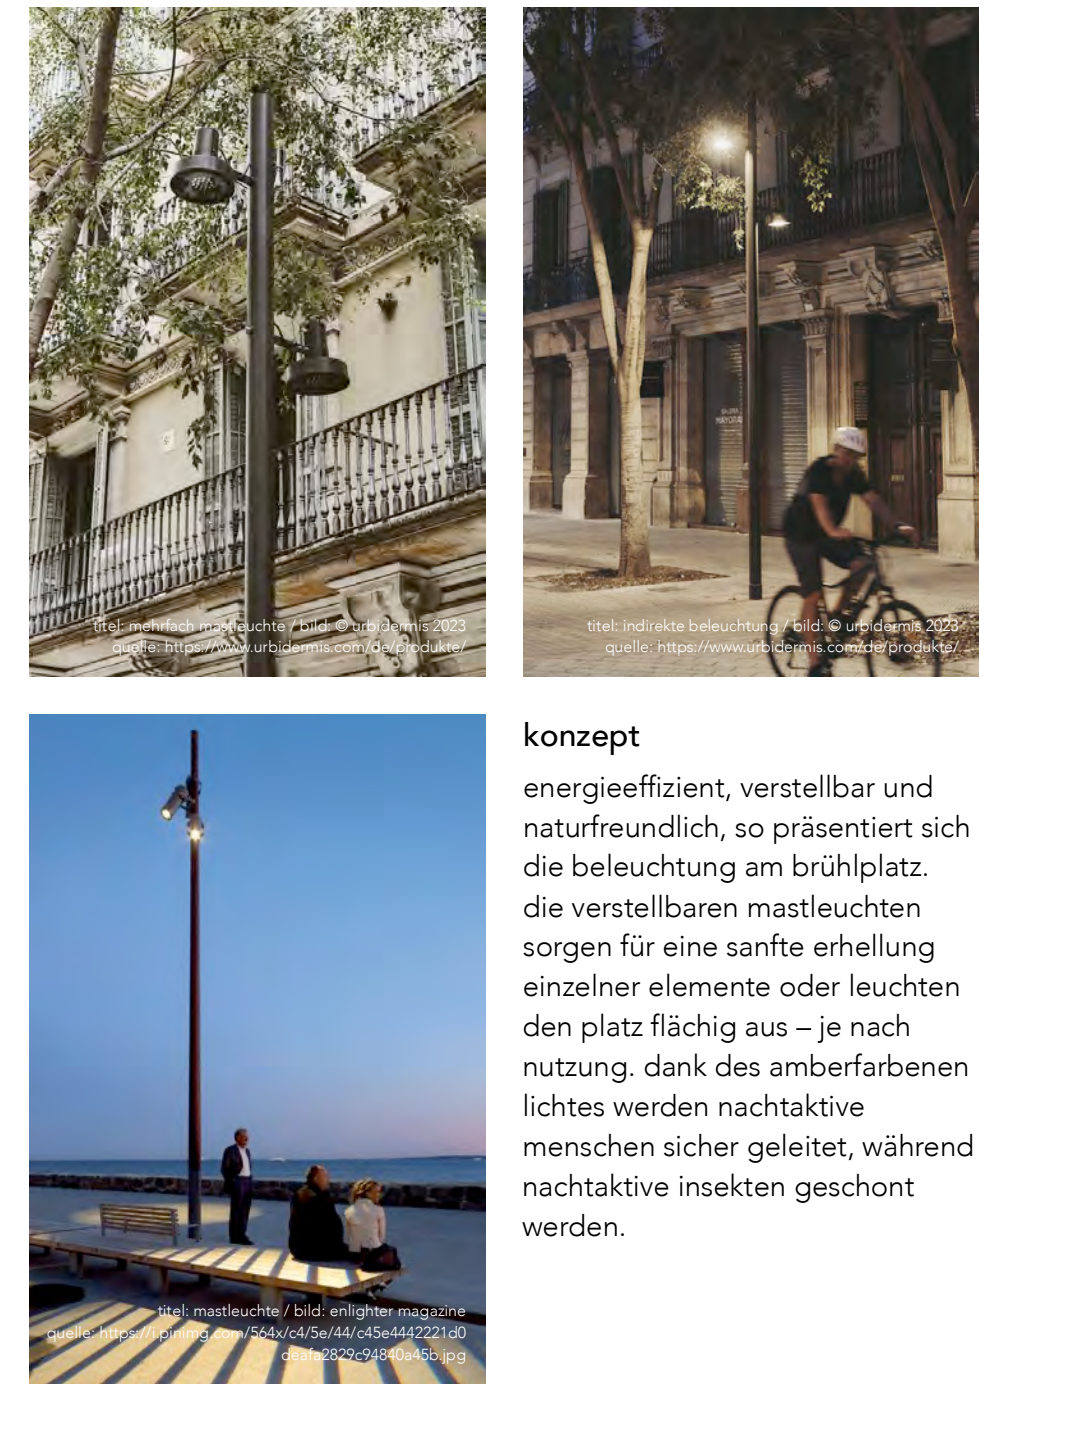 titel: mehrfach mastleuchte / bild: © urbidermis 2023
quelle: https://www.urbidermis.com/de/produkte/
GALERIA
MAYORAL
titel: indirekte beleuchtung / bild: © urbidermis 2023
quelle: https://www.urbidermis.com/de/produkte/
titel: mastleuchte / bild: enlighter magazine
quelle: https://i.pinimg.com/564x/c4/5e/44/c45e4442221d0
deafa2829c94840a45b.jpg
konzept
energieeffizient, verstellbar und
naturfreundlich, so präsentiert sich
die beleuchtung am brühlplatz.
die verstellbaren mastleuchten
sorgen für eine sanfte erhellung
einzelner elemente oder leuchten
den platz flächig aus – je nach
nutzung. dank des amberfarbenen
lichtes werden nachtaktive
menschen sicher geleitet, während
nachtaktive insekten geschont
werden.